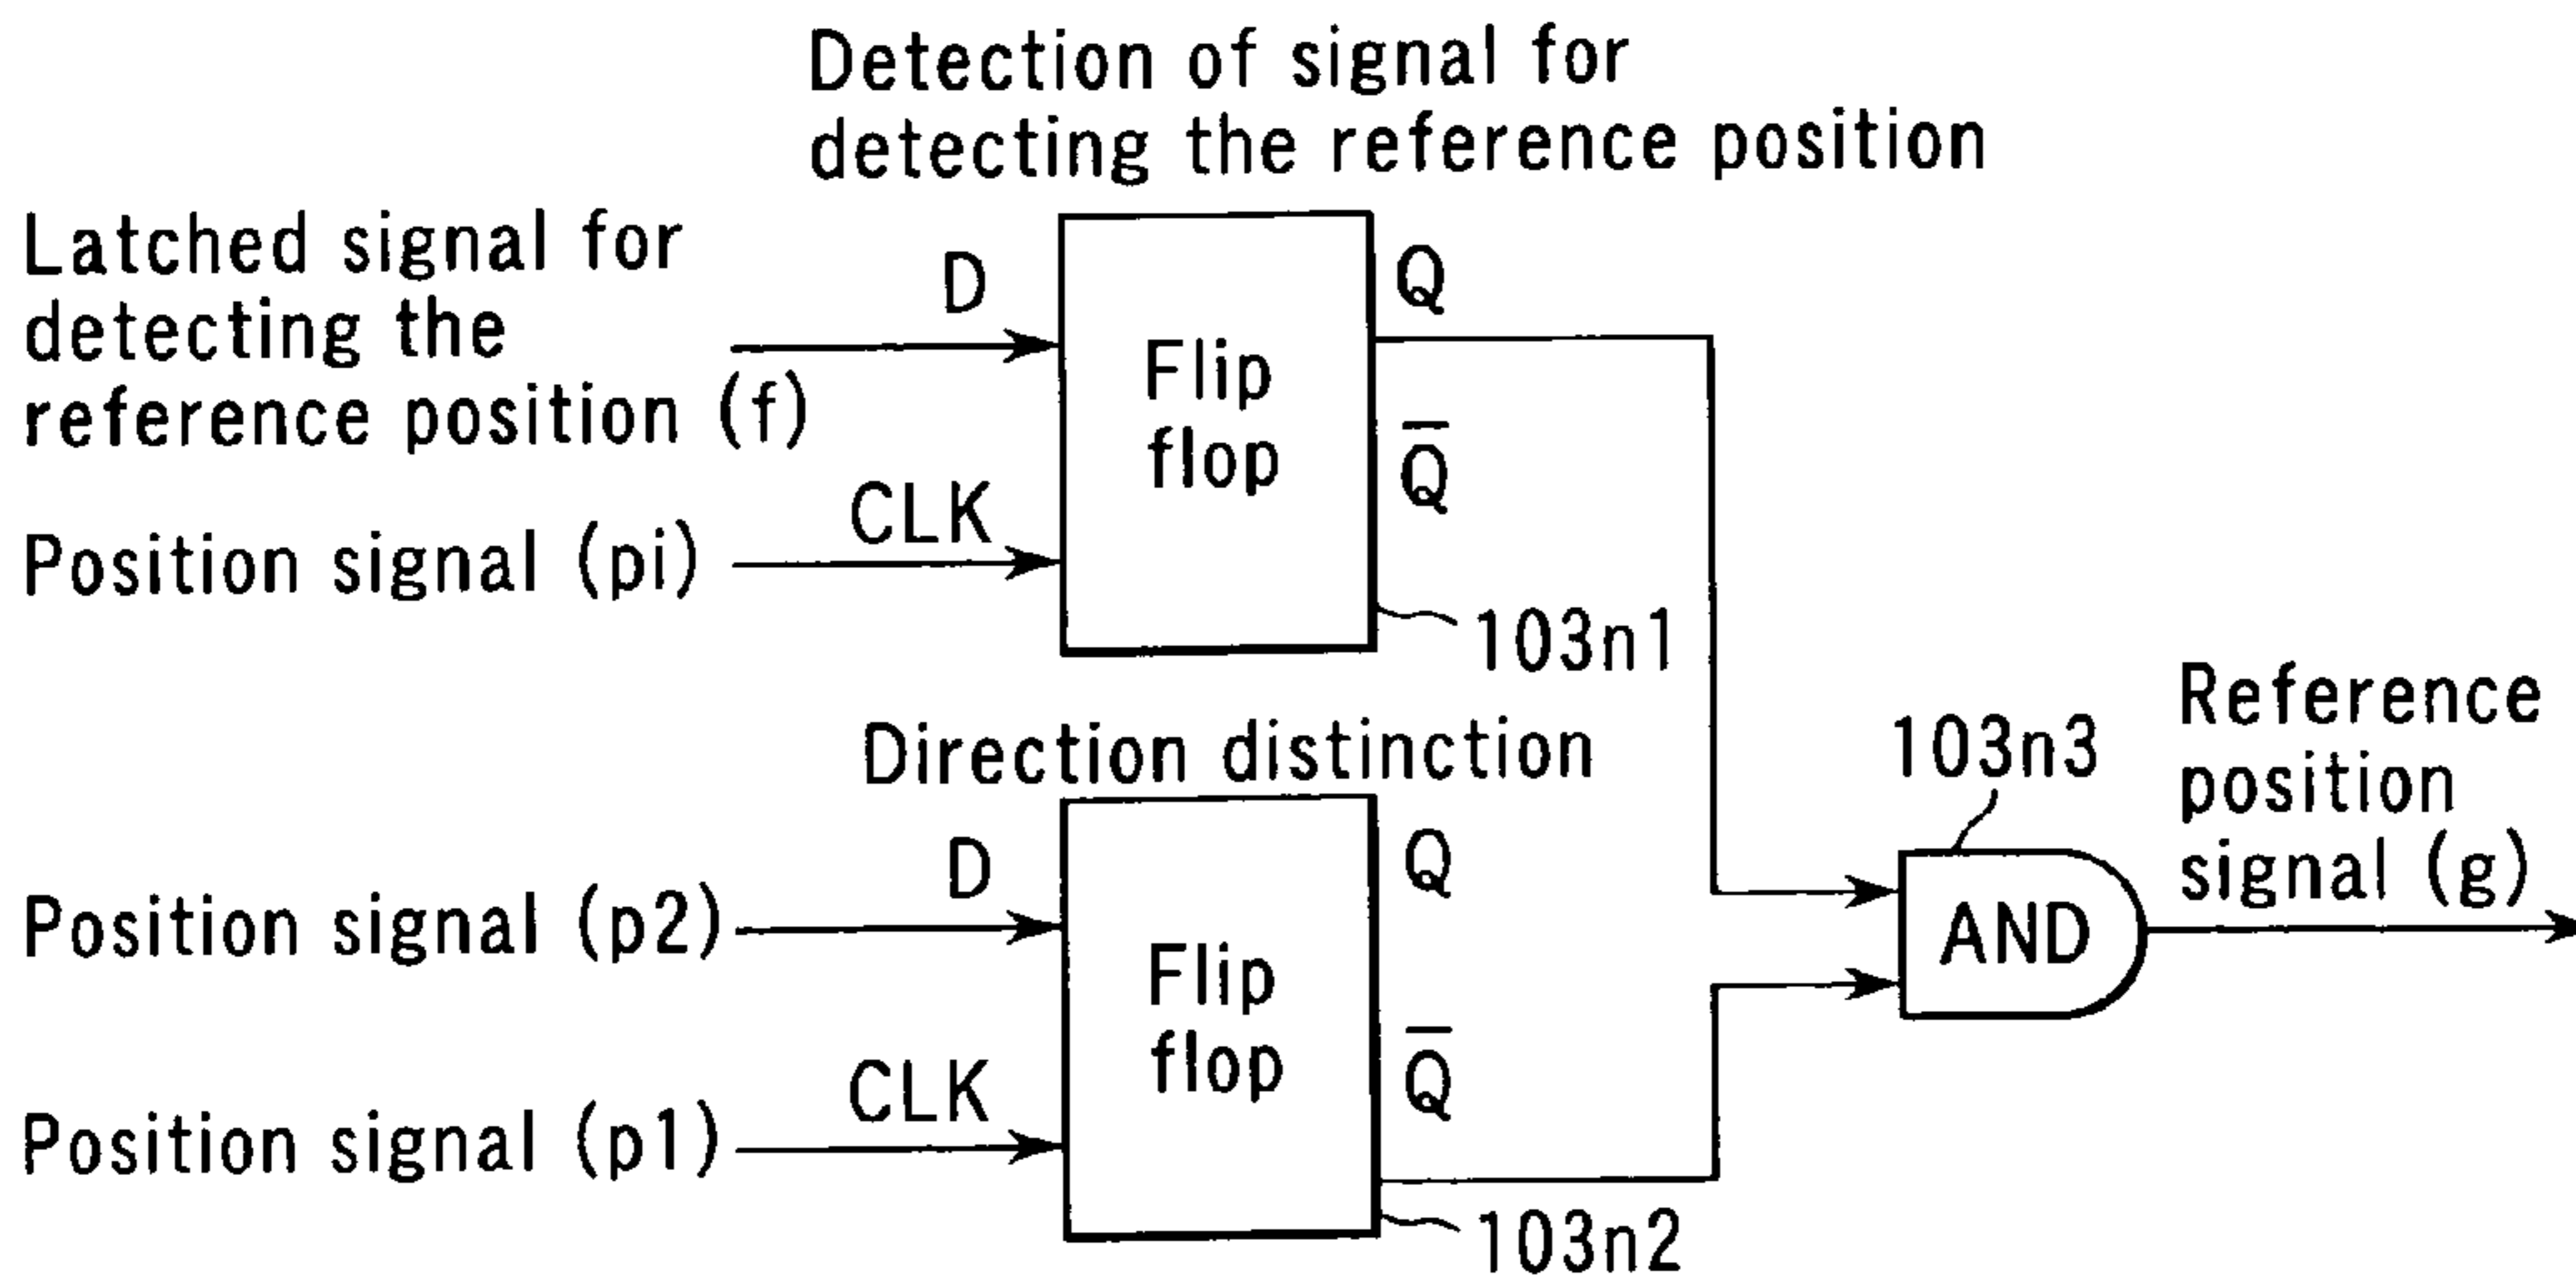 Detection of signal for
detecting the reference position
Latched signal for
detecting the
reference position (f)
D
Q
Flip
flop
Q̅
CLK
Position signal (pi)
103n1
Direction distinction
D
Q
Position signal (p2)
Flip
flop
Q̅
CLK
Position signal (p1)
103n2
103n3
AND
Reference
position
signal (g)